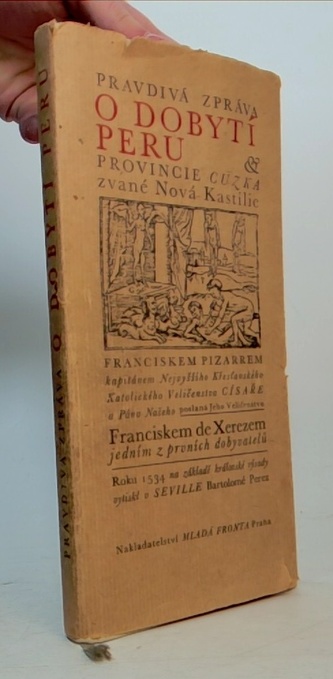 PRAVDIVÁ ZPRÁVA
O DOBYTÍ
PERU &
PROVINCIE CUZKA
zvané Nová Kastilie
FRANCISKEM PIZARREM
kapitánem Nejvyššího Křesťanského
Katolického Veličenstva CÍSAŘE
a Pána Našeho poslaná Jeho Veličenstvu
Franciskem de Xerezem
jedním z prvních dobyvatelů
Roku 1534 na základě královské výsady
vytiskl v SEVILLE Bartolomé Perez
Nakladatelství MLADÁ FRONTA Praha
PRAVDIVÁ ZPRÁVA O DOBYTÍ PERU